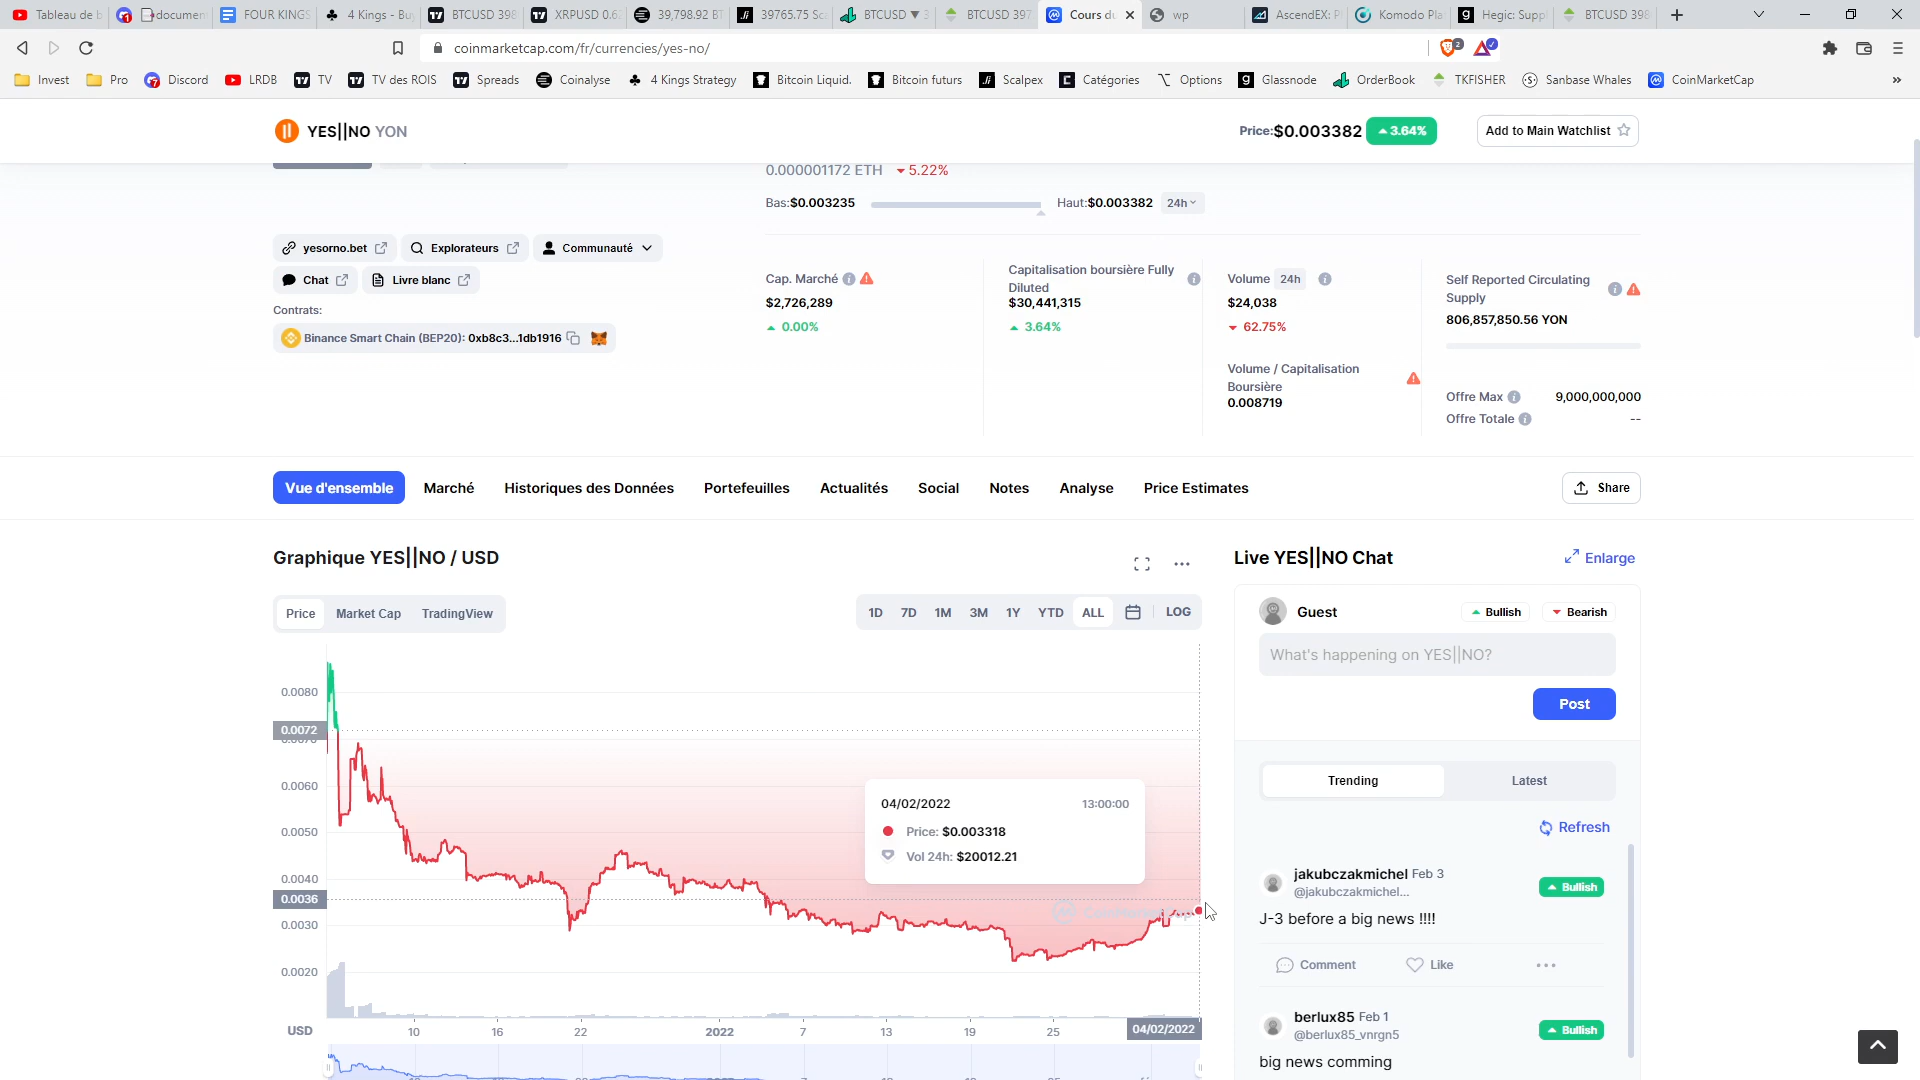 Tableau de b
document
FOUR KINGS
4 Kings - Bu
BTCUSD 398
XRPUSD 0.6
39,798.92 BT
39765.75 Sca
BTCUSD ▼ 3
BTCUSD 397
Cours du
wp
AscendEX: P
Komodo Pla
Hegic: Suppl
BTCUSD 398
coinmarketcap.com/fr/currencies/yes-no/
2
Invest
Pro
Discord
LRDB
TV
TV des ROIS
Spreads
Coinalyse
4 Kings Strategy
Bitcoin Liquid.
Bitcoin futurs
Scalpex
Catégories
Options
Glassnode
OrderBook
TKFISHER
Sanbase Whales
CoinMarketCap
YES||NO YON
Price:$0.003382 3.64%
Add to Main Watchlist
0.000001172 ETH 5.22%
Bas:$0.003235
Haut:$0.003382 24h
yesorno.bet
Explorateurs
Communauté
Chat
Livre blanc
Contrats:
Binance Smart Chain (BEP20): 0xb8c3...1db1916
Cap. Marché
$2,726,289
0.00%
Capitalisation boursière Fully
Diluted
$30,441,315
3.64%
Volume 24h
$24,038
62.75%
Volume / Capitalisation
Boursière
0.008719
Self Reported Circulating
Supply
806,857,850.56 YON
Offre Max 9,000,000,000
Offre Totale --
Vue d'ensemble
Marché
Historiques des Données
Portefeuilles
Actualités
Social
Notes
Analyse
Price Estimates
Share
Graphique YES||NO / USD
Price
Market Cap
TradingView
1D
7D
1M
3M
1Y
YTD
ALL
LOG
0.0080
0.0072
0.0060
0.0050
0.0040
0.0036
0.0030
0.0020
04/02/2022 13:00:00
Price: $0.003318
Vol 24h: $20012.21
CoinMarketCap
USD
10
16
22
2022
7
13
19
25
04/02/2022
Live YES||NO Chat
Enlarge
Guest
Bullish
Bearish
What's happening on YES||NO?
Post
Trending
Latest
Refresh
jakubczakmichel Feb 3
@jakubczakmichel...
Bullish
J-3 before a big news !!!!
Comment
Like
berlux85 Feb 1
@berlux85_vnrgn5
Bullish
big news comming